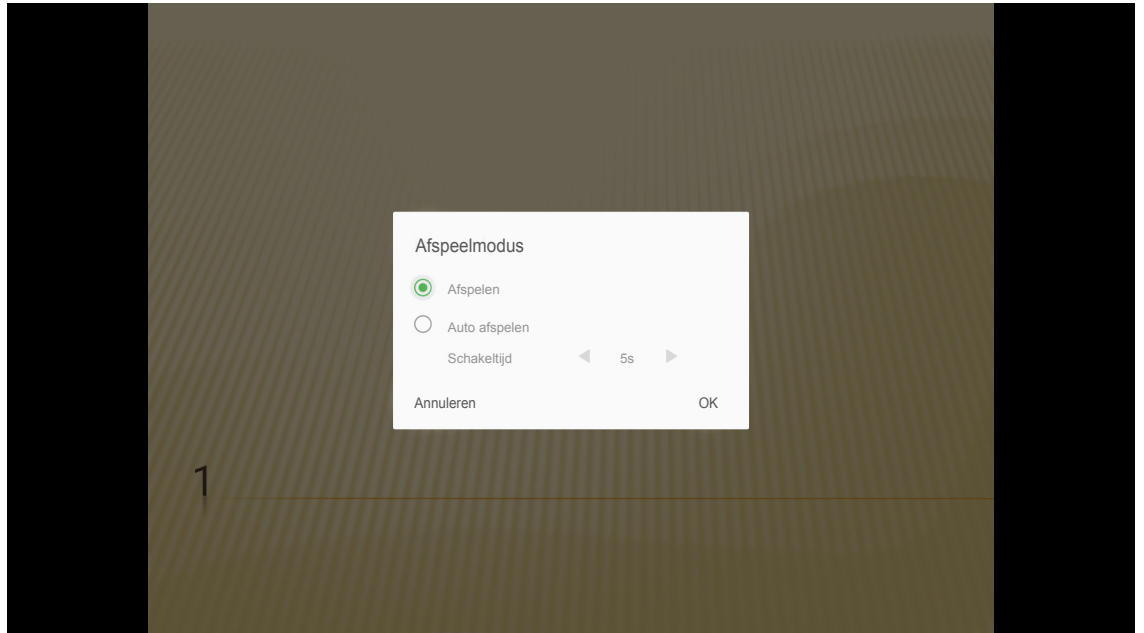 Afspeelmodus
Afspelen
Auto afspelen
Schakeltijd 5s
Annuleren OK
1